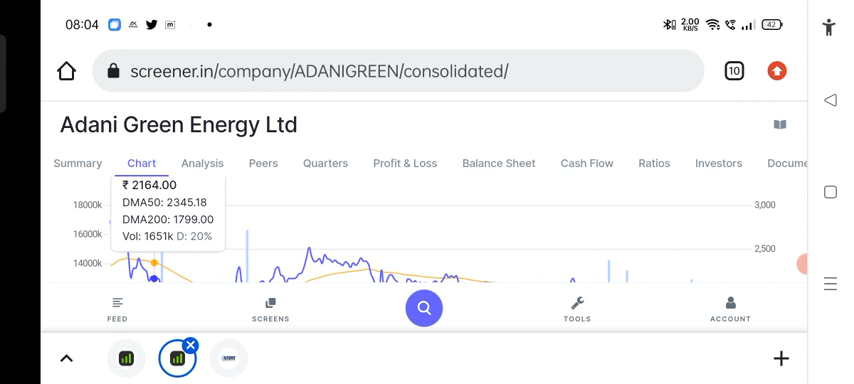 08:04 2.00 KB/S 42
screener.in/company/ADANIGREEN/consolidated/ 10
Adani Green Energy Ltd
Summary Chart Analysis Peers Quarters Profit & Loss Balance Sheet Cash Flow Ratios Investors Docume
₹ 2164.00
DMA50: 2345.18
DMA200: 1799.00
Vol: 1651k D: 20%
18000k 3,000
16000k 2,500
14000k
FEED SCREENS TOOLS ACCOUNT